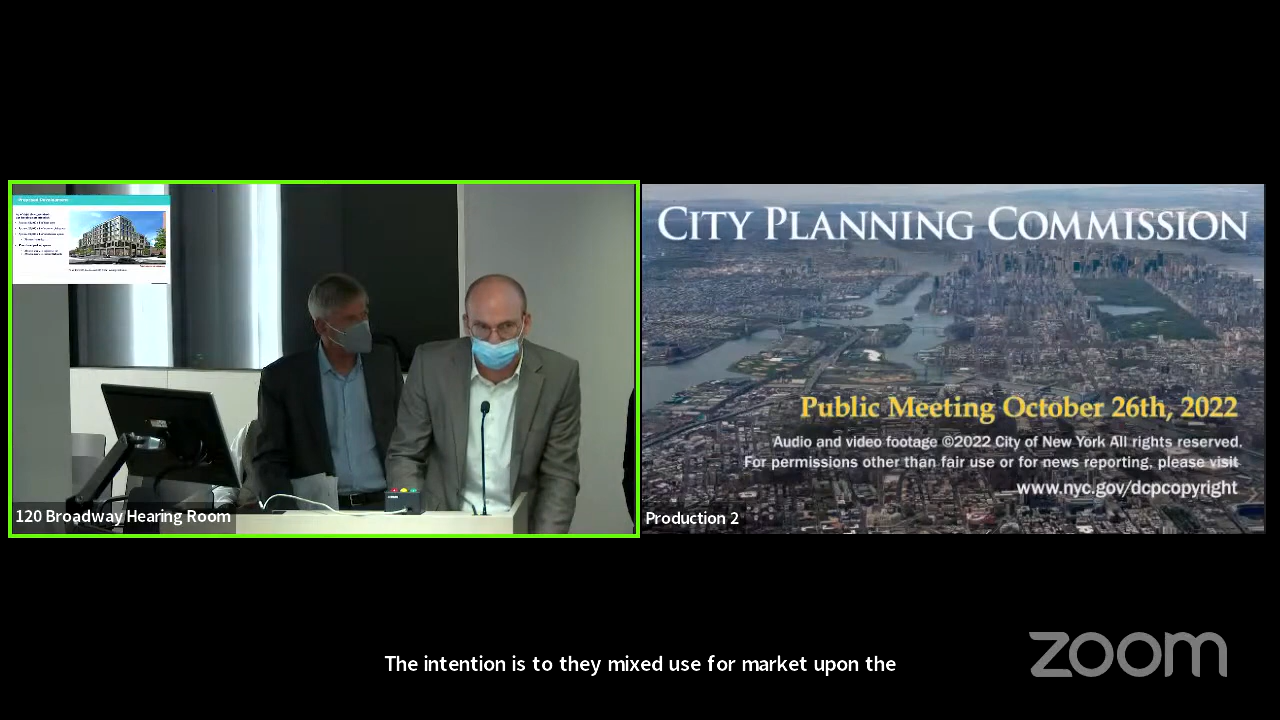 Proposed Development
120 Broadway Hearing Room
CITY PLANNING COMMISSION
Public Meeting October 26th, 2022
Audio and video footage ©2022 City of New York All rights reserved.
For permissions other than fair use or for news reporting, please visit
www.nyc.gov/dcpcopyright
Production 2
The intention is to they mixed use for market upon the
zoom